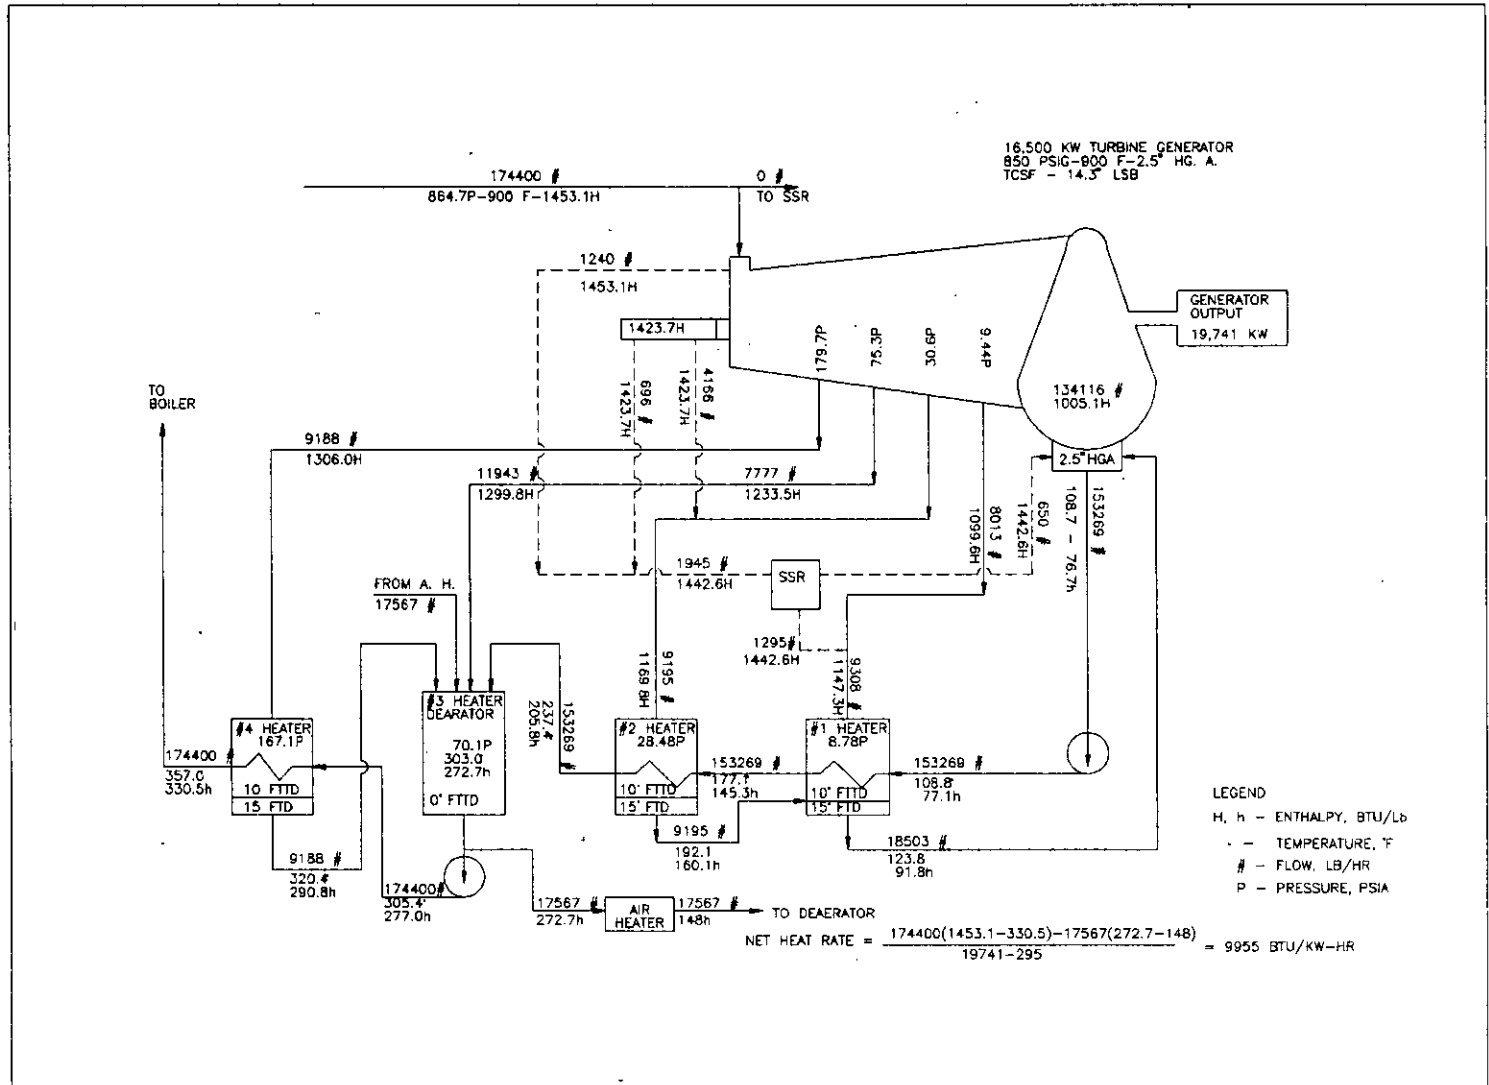 16,500 KW TURBINE GENERATOR
850 PSIG-900 F-2.5" HG. A.
TCSF - 14.3" LSB
174400 #
864.7P-900 F-1453.1H
0 #
TO SSR
1240 #
1453.1H
1423.7H
696 #
1423.7H
4166 #
1423.7H
179.7P
75.3P
30.6P
9.44P
GENERATOR
OUTPUT
19,741 KW
134116 #
1005.1H
2.5" HGA
TO
BOILER
9188 #
1306.0H
11943 #
1299.8H
7777 #
1233.5H
8013 #
1099.6H
650 #
1442.6H
153269 #
108.7 - 76.7h
1945 #
1442.6H
SSR
FROM A. H.
17567 #
1295 #
1442.6H
9195 #
1169.8H
9308 #
1147.3H
153269 #
237.4'
205.8h
#4 HEATER
167.1P
10 FTTD
15 FTD
#3 HEATER
DEARATOR
70.1P
303.0'
272.7h
0° FTTD
#2 HEATER
28.48P
10° FTTD
15° FTD
#1 HEATER
8.78P
10° FTTD
15° FTD
174400 #
357.0
330.5h
153269 #
177.1'
145.3h
153269 #
108.8'
77.1h
9188 #
320.4'
290.8h
174400 #
305.4'
277.0h
9195 #
192.1
160.1h
18503 #
123.8
91.8h
17567 #
272.7h
AIR
HEATER
17567 #
148h
TO DEAERATOR
LEGEND
H, h - ENTHALPY, BTU/Lb
· - TEMPERATURE, °F
# - FLOW, LB/HR
P - PRESSURE, PSIA
NET HEAT RATE = 174400(1453.1-330.5)-17567(272.7-148)
19741-295
= 9955 BTU/KW-HR